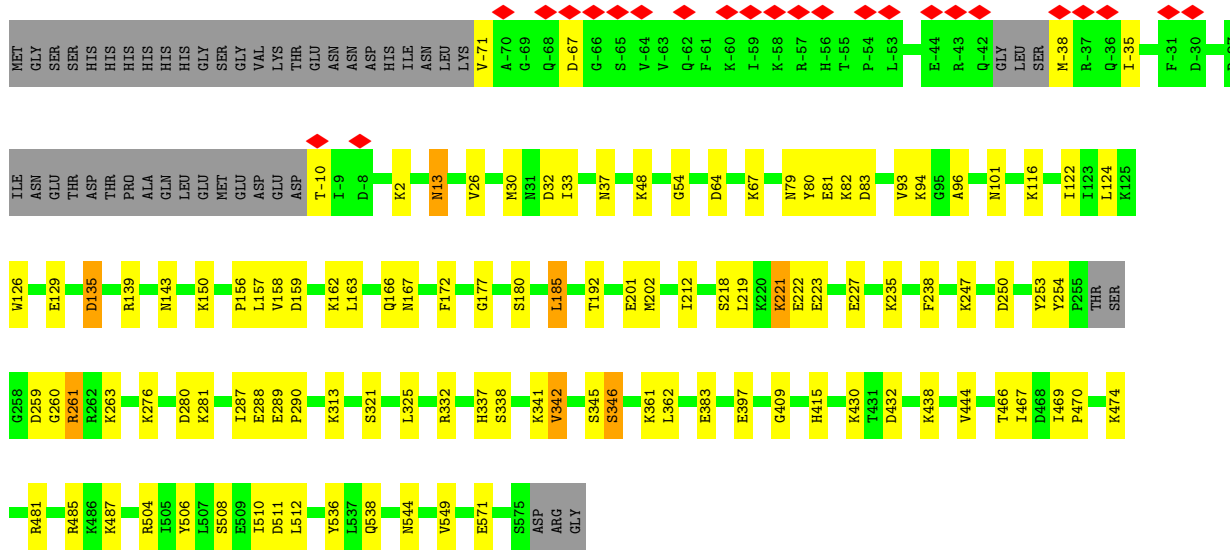 MET GLY SER SER HIS HIS HIS HIS HIS HIS GLY SER GLY VAL LYS THR GLU ASN ASN ASP HIS ILE ASN LEU LYS V-71 A-70 G-69 Q-68 D-67 G-66 S-65 V-64 V-63 Q-62 F-61 K-60 I-59 K-58 R-57 H-56 T-55 P-54 L-53 E-44 R-43 Q-42 GLY LEU SER M-38 R-37 Q-36 I-35 F-31 D-30
ILE ASN GLU THR ASP THR PRO ALA GLN LEU GLU MET GLU ASP GLU ASP T-10 I-9 D-8 K2 N13 V26 M30 N31 D32 I33 N37 K48 G54 D64 K67 N79 Y80 E81 K82 D83 V93 K94 G95 A96 N101 K116 I122 I123 L124 K125
W126 E129 D135 R139 N143 K150 P156 L157 V158 D159 K162 L163 Q166 N167 F172 G177 S180 L185 T192 E201 M202 I212 S218 L219 K220 K221 E222 E223 E227 K235 F238 K247 D250 Y253 Y254 P255 THR SER
G258 D259 G260 R261 R262 K263 K276 D280 K281 I287 E288 E289 P290 K313 S321 L325 R332 H337 S338 K341 V342 S345 S346 K361 L362 E383 E397 G409 H415 K430 T431 D432 K438 V444 T466 I467 D468 I469 P470 K474
R481 R485 K486 K487 R504 I505 Y506 L507 S508 E509 I510 D511 L512 Y536 L537 Q538 N544 V549 E571 S575 ASP ARG GLY